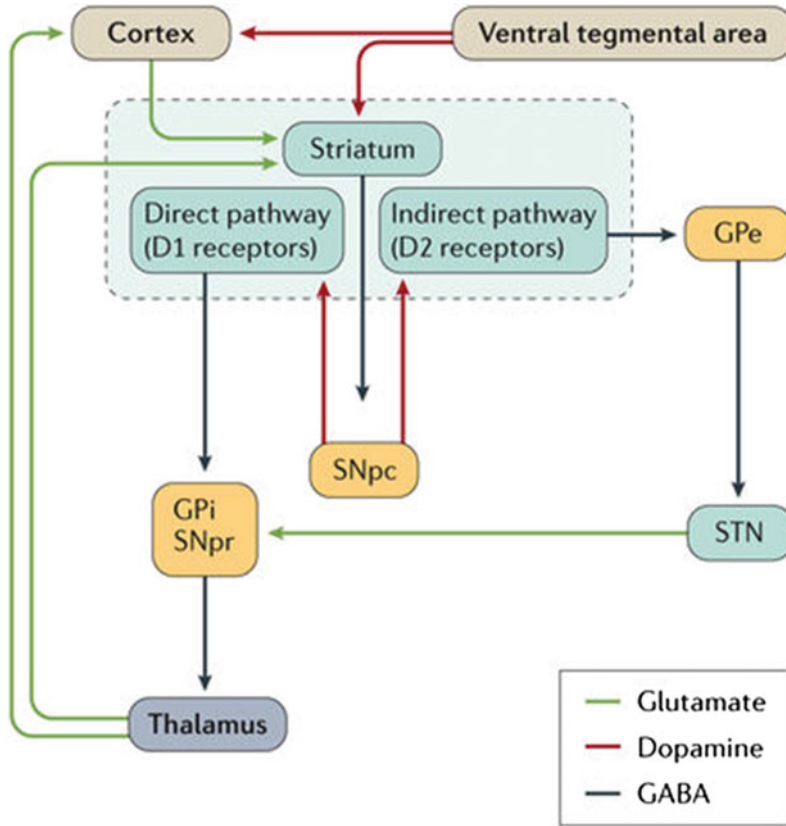 Cortex
Ventral tegmental area
Striatum
Direct pathway
(D1 receptors)
Indirect pathway
(D2 receptors)
GPe
SNpc
GPi
SNpr
STN
Thalamus
Glutamate
Dopamine
GABA